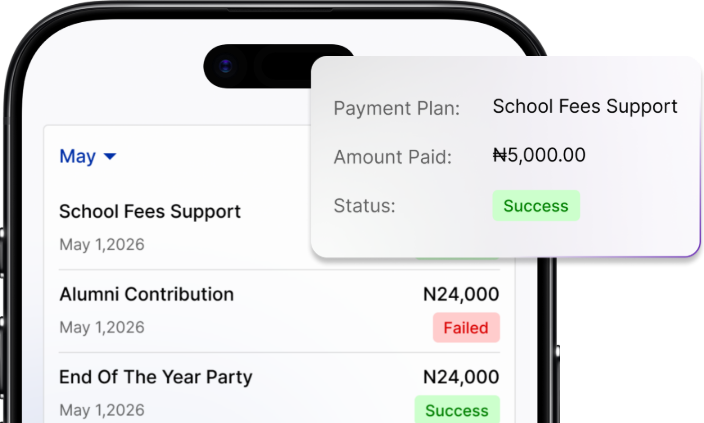 Payment Plan: School Fees Support
Amount Paid: ₦5,000.00
Status: Success
May
School Fees Support
May 1,2026
Alumni Contribution N24,000
May 1,2026 Failed
End Of The Year Party N24,000
May 1,2026 Success